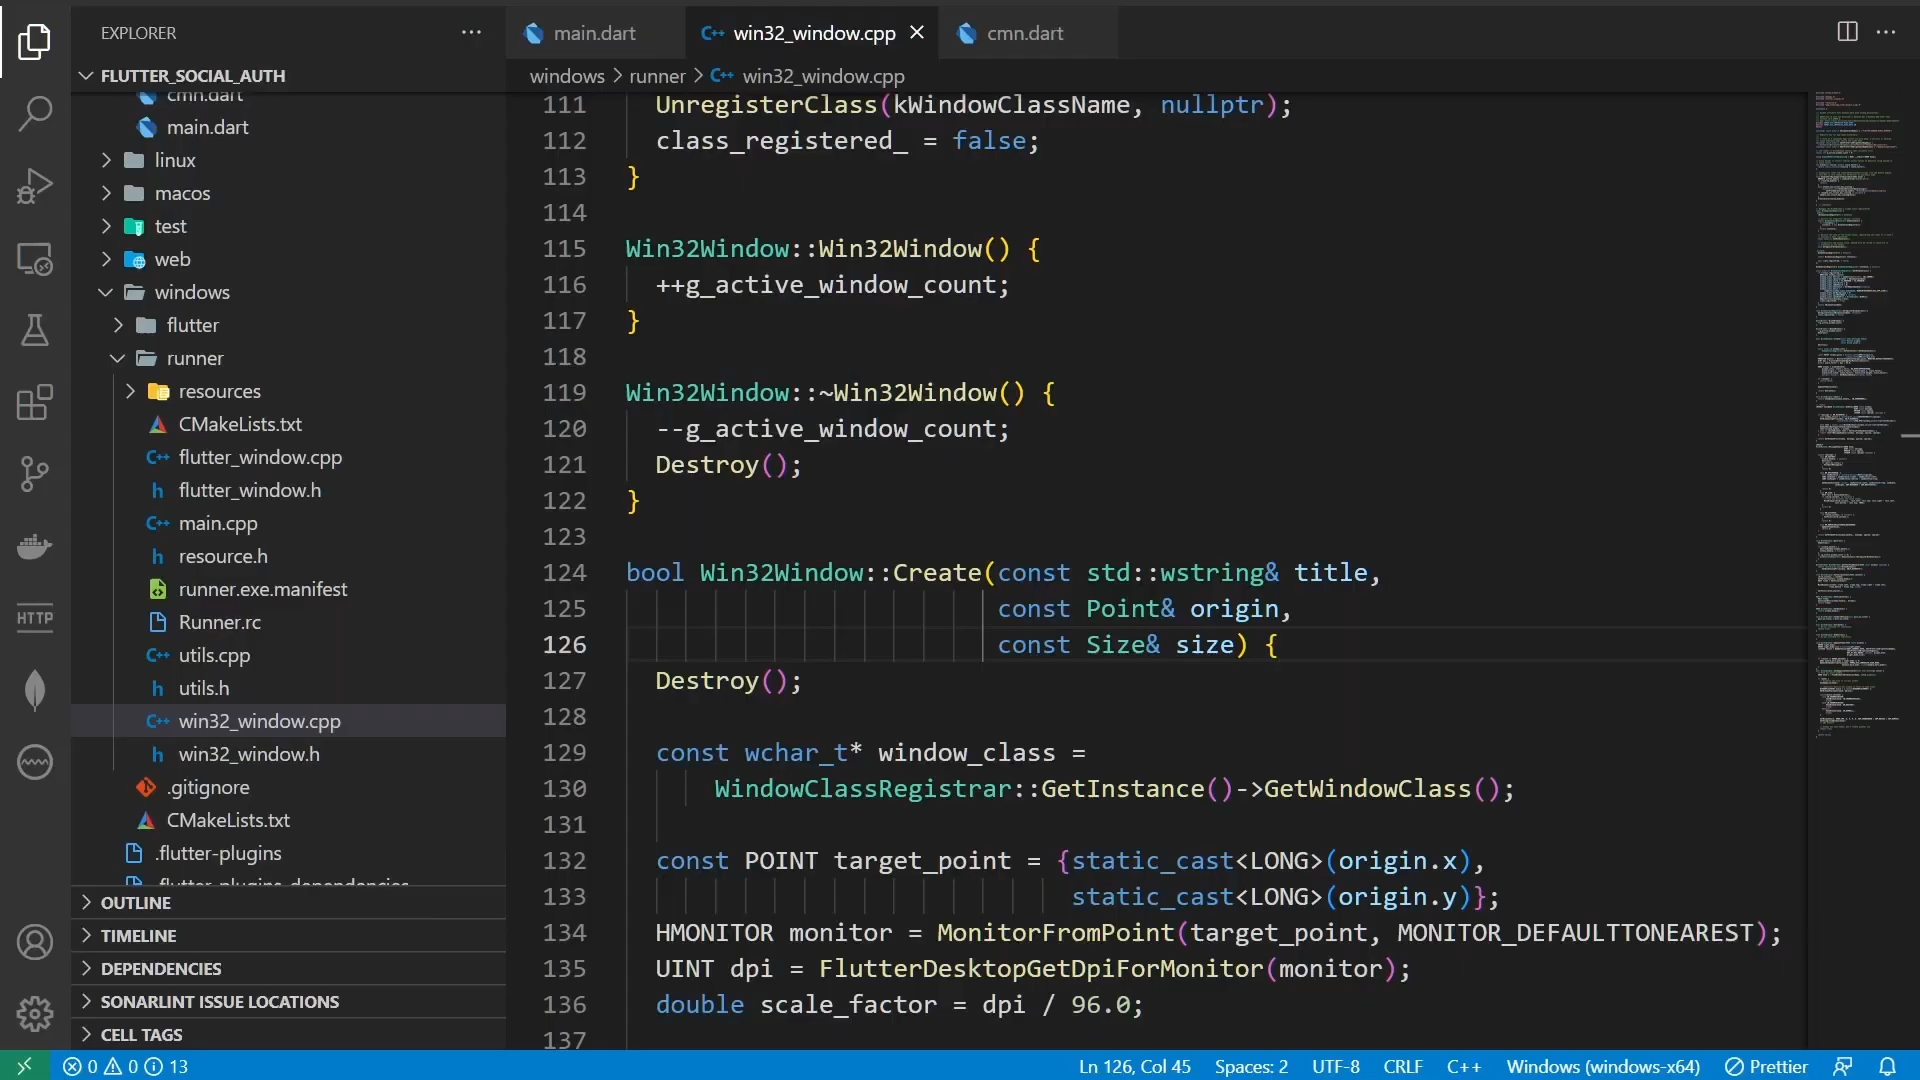 EXPLORER
FLUTTER_SOCIAL_AUTH
cmn.dart
main.dart
linux
macos
test
web
windows
flutter
runner
resources
CMakeLists.txt
C++ flutter_window.cpp
h flutter_window.h
C++ main.cpp
h resource.h
runner.exe.manifest
Runner.rc
C++ utils.cpp
h utils.h
C++ win32_window.cpp
h win32_window.h
.gitignore
CMakeLists.txt
.flutter-plugins
.flutter-plugins-dependencies
OUTLINE
TIMELINE
DEPENDENCIES
SONARLINT ISSUE LOCATIONS
CELL TAGS
HTTP
main.dart
C++ win32_window.cpp
cmn.dart
windows > runner > C++ win32_window.cpp
111 UnregisterClass(kWindowClassName, nullptr);
112 class_registered_ = false;
113 }
114
115 Win32Window::Win32Window() {
116 ++g_active_window_count;
117 }
118
119 Win32Window::~Win32Window() {
120 --g_active_window_count;
121 Destroy();
122 }
123
124 bool Win32Window::Create(const std::wstring& title,
125 const Point& origin,
126 const Size& size) {
127 Destroy();
128
129 const wchar_t* window_class =
130 WindowClassRegistrar::GetInstance()->GetWindowClass();
131
132 const POINT target_point = {static_cast<LONG>(origin.x),
133 static_cast<LONG>(origin.y)};
134 HMONITOR monitor = MonitorFromPoint(target_point, MONITOR_DEFAULTTONEAREST);
135 UINT dpi = FlutterDesktopGetDpiForMonitor(monitor);
136 double scale_factor = dpi / 96.0;
137
0 0 13
Ln 126, Col 45 Spaces: 2 UTF-8 CRLF C++ Windows (windows-x64) Prettier